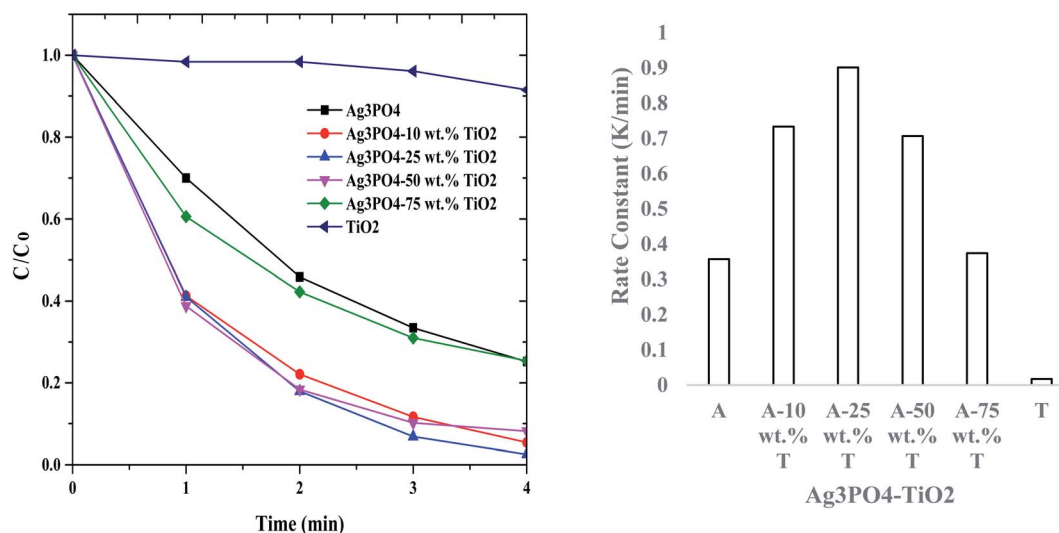 1.0
0.8
0.6
0.4
0.2
0.0
C/Co
0 1 2 3 4
Time (min)
Ag3PO4
Ag3PO4-10 wt.% TiO2
Ag3PO4-25 wt.% TiO2
Ag3PO4-50 wt.% TiO2
Ag3PO4-75 wt.% TiO2
TiO2
1
0.9
0.8
0.7
0.6
0.5
0.4
0.3
0.2
0.1
0
Rate Constant (K/min)
A A-10 A-25 A-50 A-75 T
wt.% wt.% wt.% wt.%
T T T T
Ag3PO4-TiO2